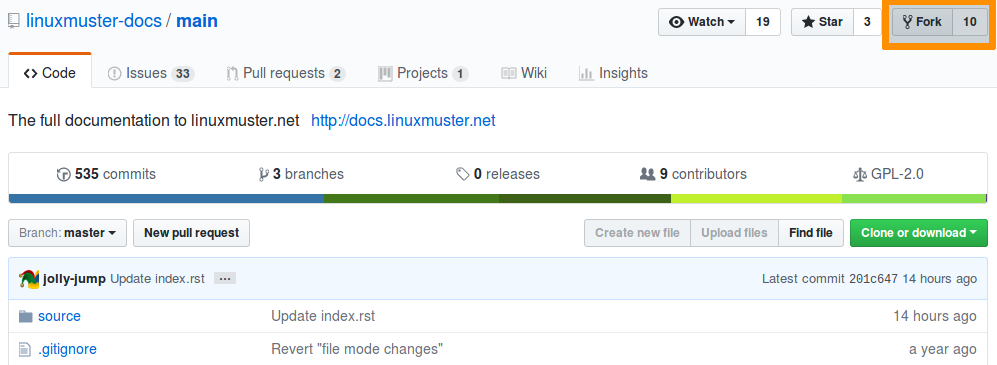 linuxmuster-docs / main Watch 19 Star 3 Fork 10
Code Issues 33 Pull requests 2 Projects 1 Wiki Insights
The full documentation to linuxmuster.net http://docs.linuxmuster.net
535 commits 3 branches 0 releases 9 contributors GPL-2.0
Branch: master New pull request Create new file Upload files Find file Clone or download
jolly-jump Update index.rst ... Latest commit 201c647 14 hours ago
source Update index.rst 14 hours ago
.gitignore Revert "file mode changes" a year ago